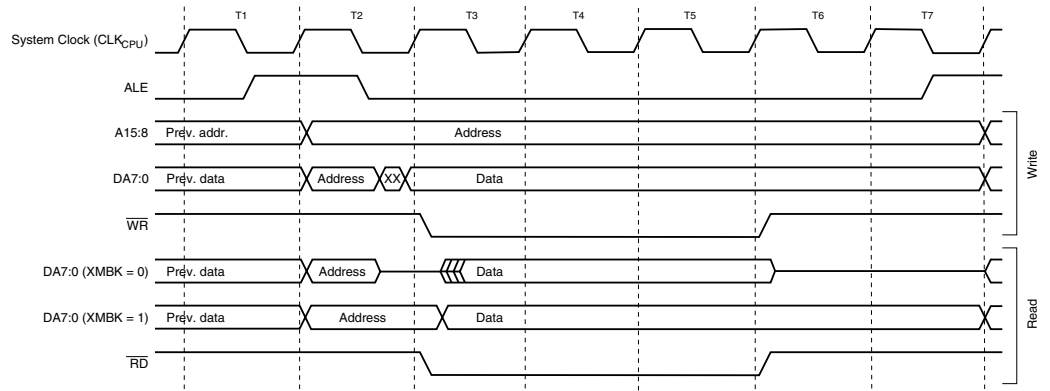 T1 T2 T3 T4 T5 T6 T7
System Clock (CLKCPU)
ALE
A15:8 Prev. addr. Address
DA7:0 Prev. data Address XX Data
WR
Write
DA7:0 (XMBK = 0) Prev. data Address Data
DA7:0 (XMBK = 1) Prev. data Address Data
RD
Read